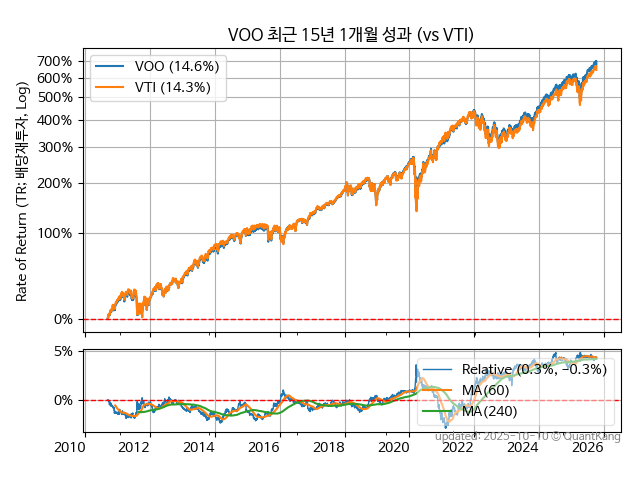 VOO 최근 15년 1개월 성과 (vs VTI)
Rate of Return (TR; 배당재투자, Log)
700%
600%
500%
400%
300%
200%
100%
0%
VOO (14.6%)
VTI (14.3%)
5%
0%
Relative (0.3%, −0.3%)
MA(60)
MA(240)
updated: 2025-10-10 © QuantKang
2010 2012 2014 2016 2018 2020 2022 2024 2026